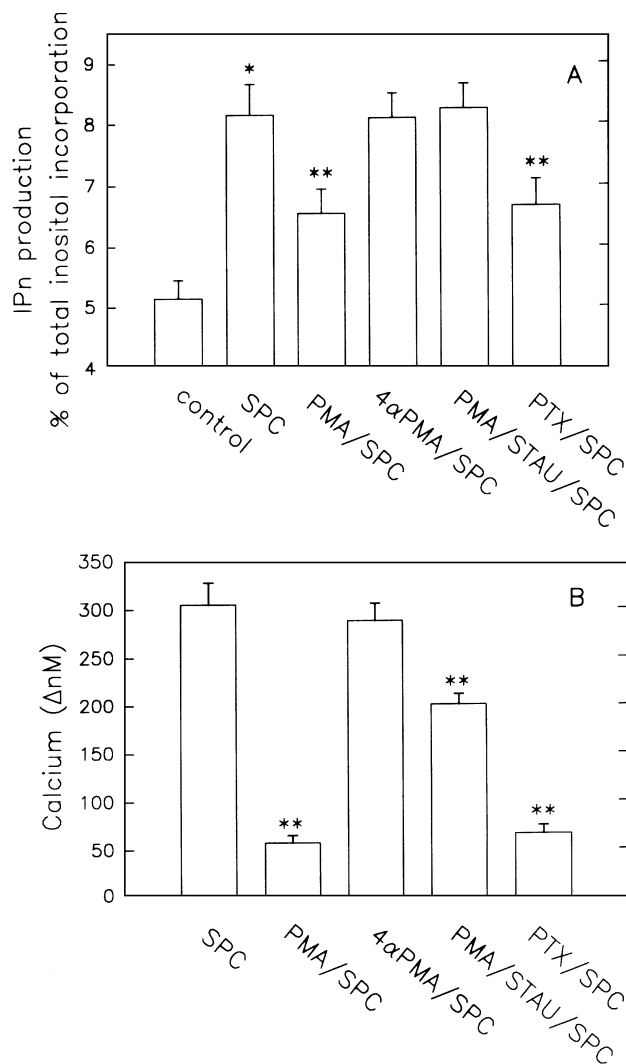 A
IPn production
% of total inositol incorporation
9
8
7
6
5
4
*
**
**
control
SPC
PMA/SPC
4αPMA/SPC
PMA/STAU/SPC
PTX/SPC
B
Calcium (ΔnM)
350
300
250
200
150
100
50
0
**
**
**
SPC
PMA/SPC
4αPMA/SPC
PMA/STAU/SPC
PTX/SPC